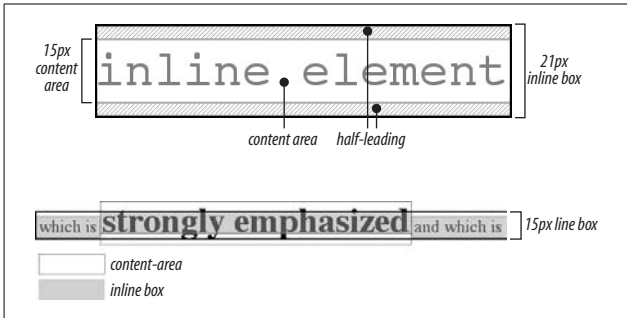 15px
content
area
inline element
21px
inline box
content area
half-leading
which is strongly emphasized and which is
15px line box
content-area
inline box